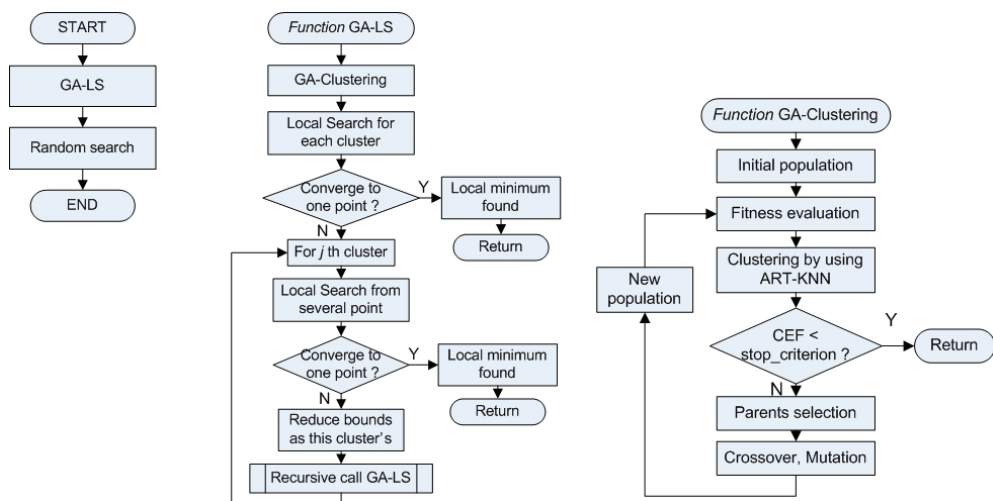 START
GA-LS
Random search
END
Function GA-LS
GA-Clustering
Local Search for
each cluster
Converge to
one point ?
Y
Local minimum
found
Return
N
For j th cluster
Local Search from
several point
Converge to
one point ?
Y
Local minimum
found
Return
N
Reduce bounds
as this cluster's
Recursive call GA-LS
Function GA-Clustering
Initial population
Fitness evaluation
Clustering by using
ART-KNN
New
population
CEF <
stop_criterion ?
Y
Return
N
Parents selection
Crossover, Mutation